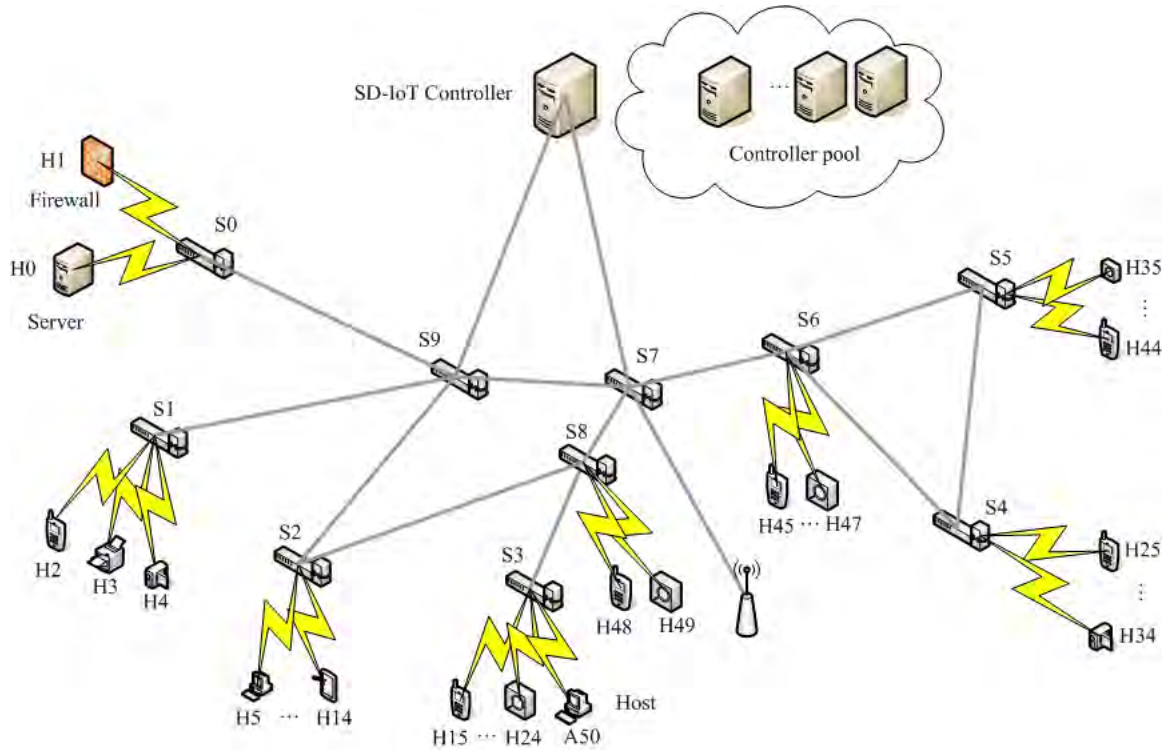 SD-IoT Controller
...
Controller pool
H1
Firewall
S0
H0
Server
S5
H35
⋮
H44
S6
S9
S7
S1
S8
H45 ... H47
S4
H25
⋮
H34
S2
S3
H2
H3
H4
H48
H49
H5 ... H14
Host
H15 ... H24
A50